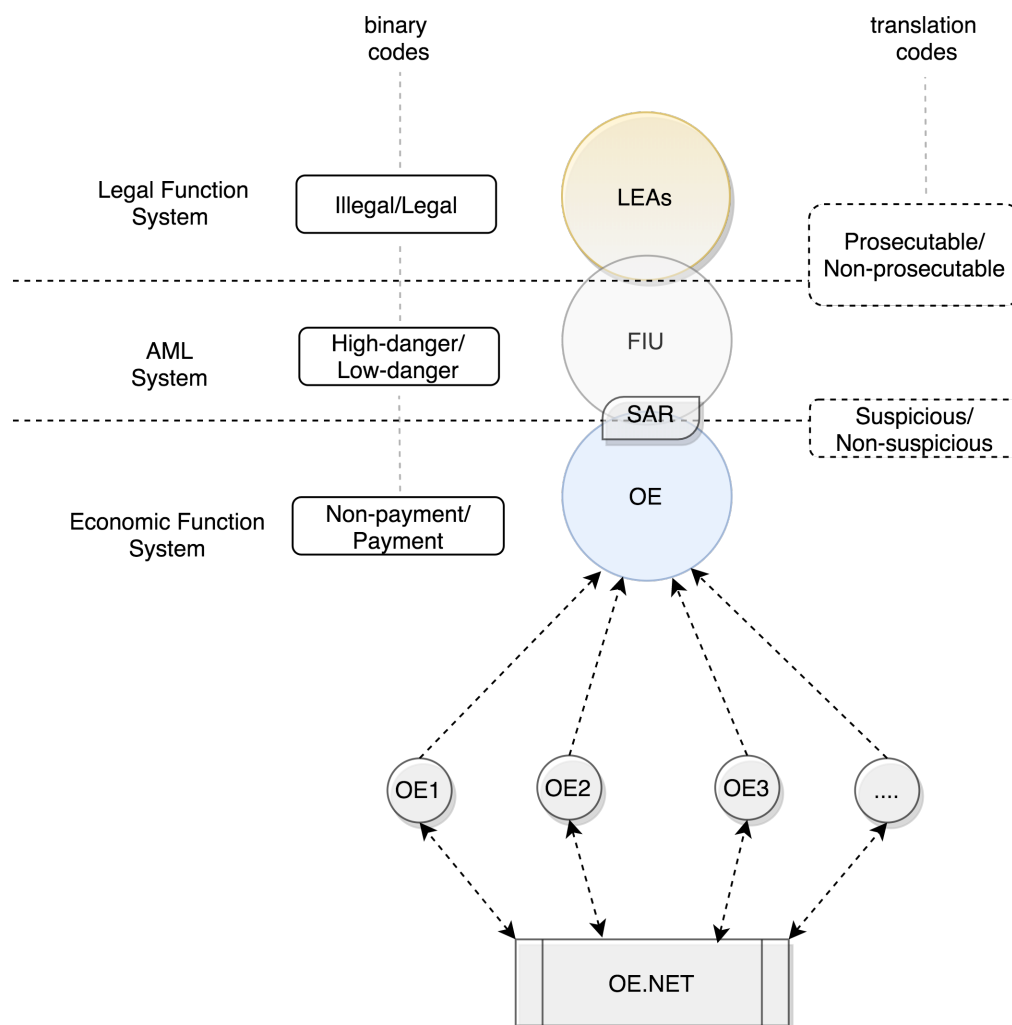 binary
codes
translation
codes
Legal Function
System
Illegal/Legal
LEAs
Prosecutable/
Non-prosecutable
AML
System
High-danger/
Low-danger
FIU
SAR
Suspicious/
Non-suspicious
Economic Function
System
Non-payment/
Payment
OE
OE1
OE2
OE3
....
OE.NET